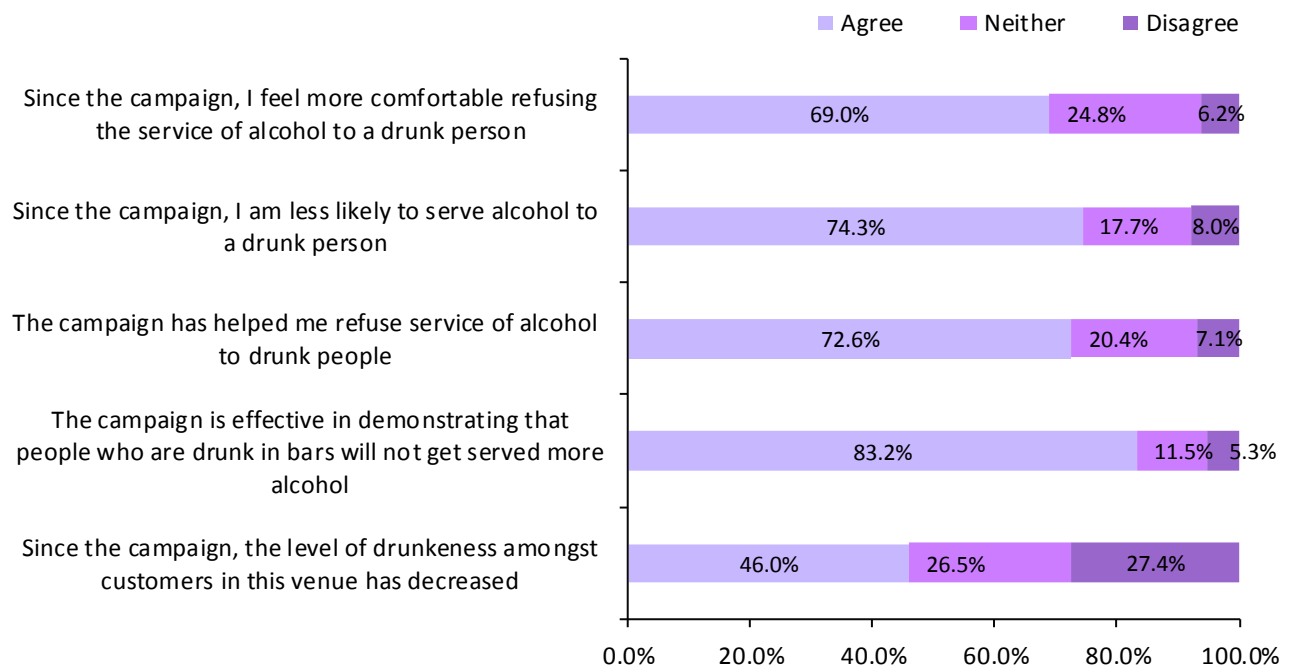 Agree Neither Disagree
Since the campaign, I feel more comfortable refusing
the service of alcohol to a drunk person
69.0% 24.8% 6.2%
Since the campaign, I am less likely to serve alcohol to
a drunk person
74.3% 17.7% 8.0%
The campaign has helped me refuse service of alcohol
to drunk people
72.6% 20.4% 7.1%
The campaign is effective in demonstrating that
people who are drunk in bars will not get served more
alcohol
83.2% 11.5% 5.3%
Since the campaign, the level of drunkeness amongst
customers in this venue has decreased
46.0% 26.5% 27.4%
0.0% 20.0% 40.0% 60.0% 80.0% 100.0%